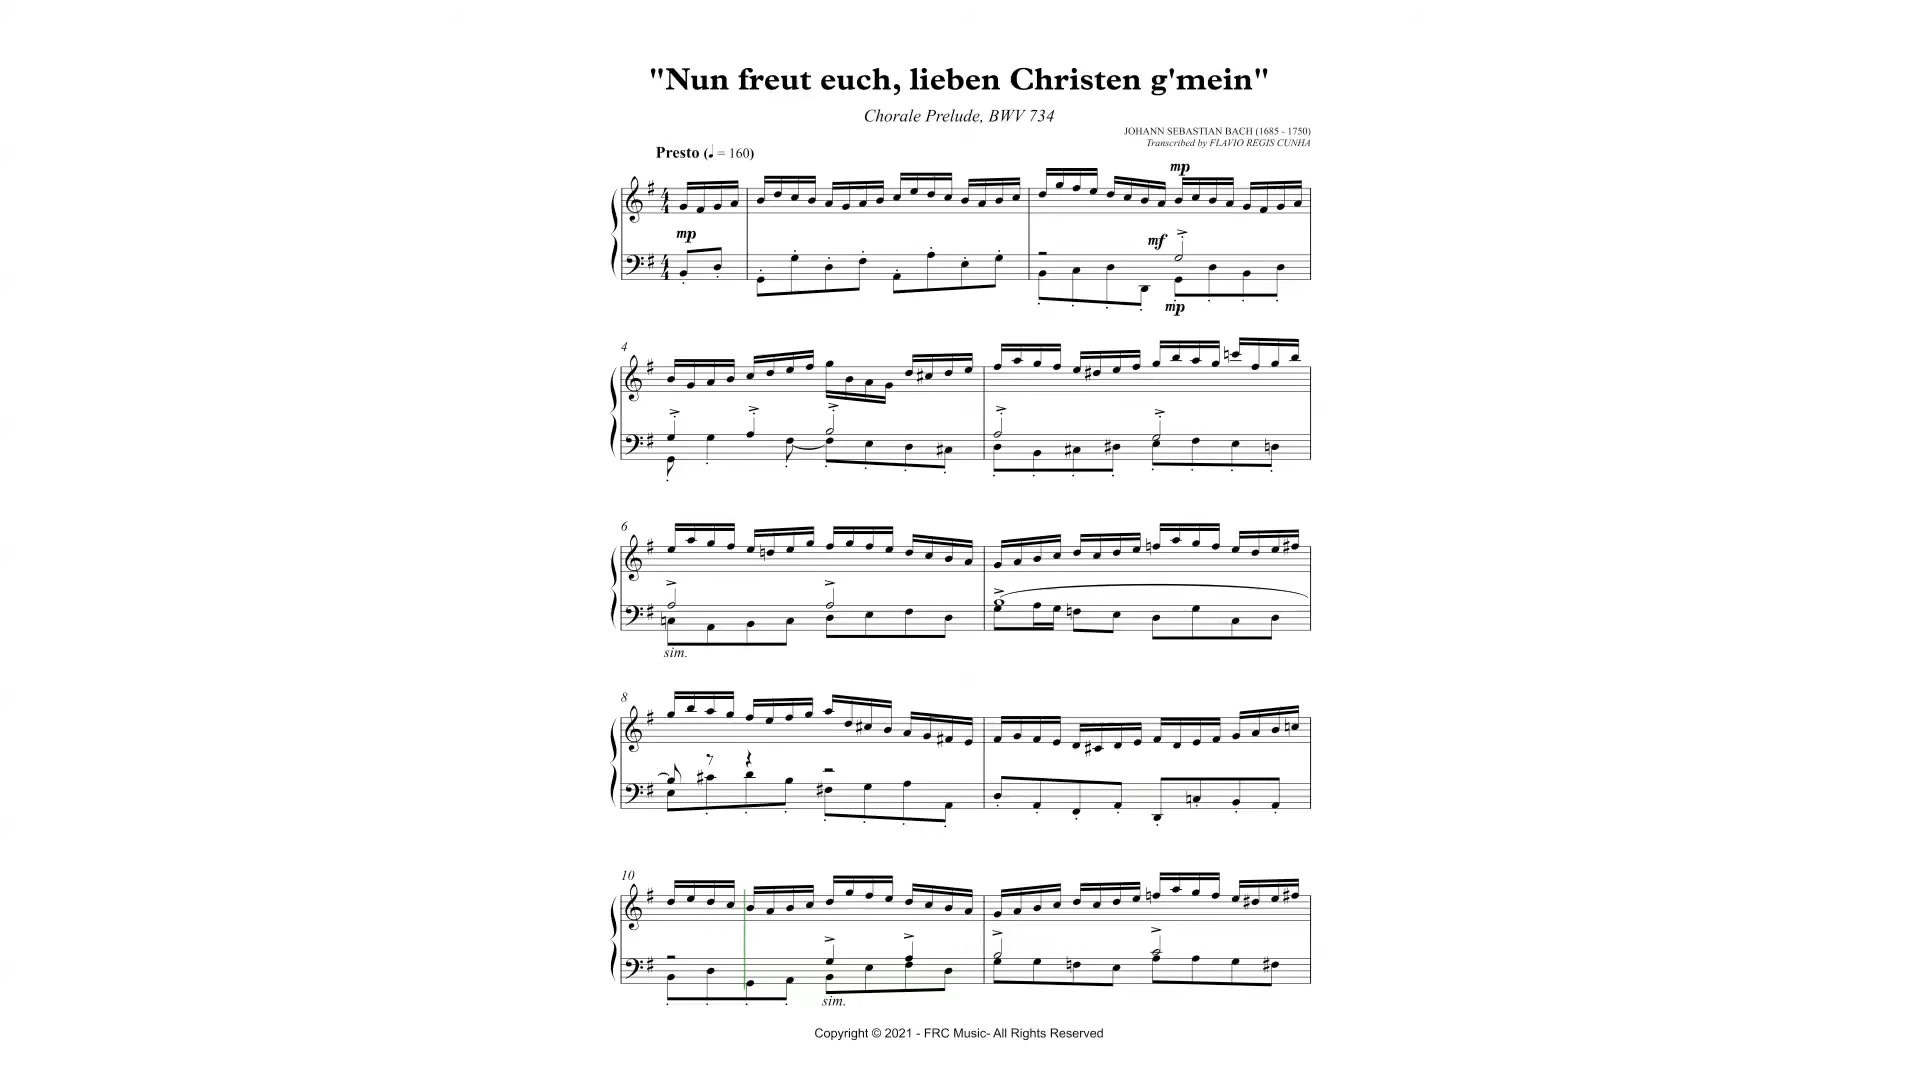 "Nun freut euch, lieben Christen g'mein"
Chorale Prelude, BWV 734
JOHANN SEBASTIAN BACH (1685 - 1750)
Transcribed by FLAVIO REGIS CUNHA
Presto (♩ = 160)
mp
mp
mf
mp
4
6
sim.
8
10
sim.
Copyright © 2021 - FRC Music- All Rights Reserved